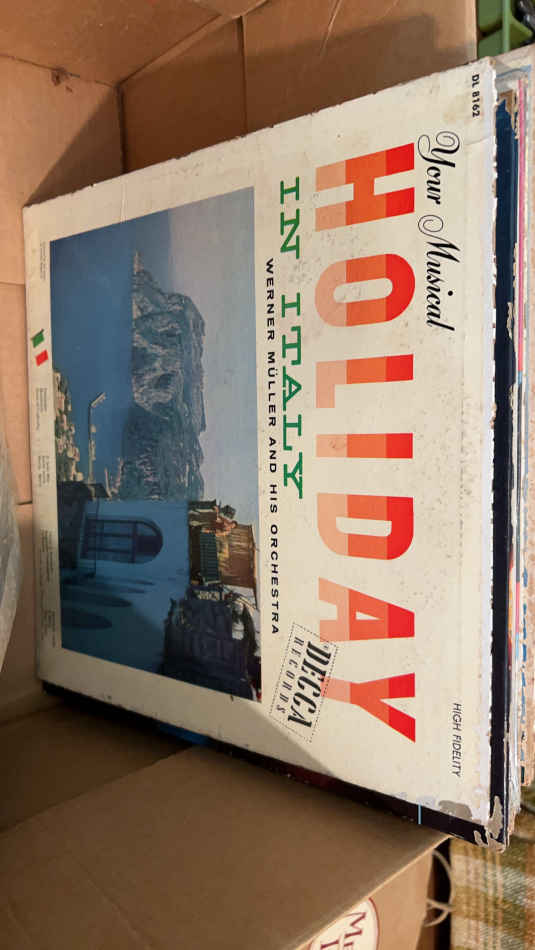 DL 8162
Your Musical
HIGH FIDELITY
HOLIDAY
IN ITALY
WERNER MÜLLER AND HIS ORCHESTRA
DECCA
RECORDS